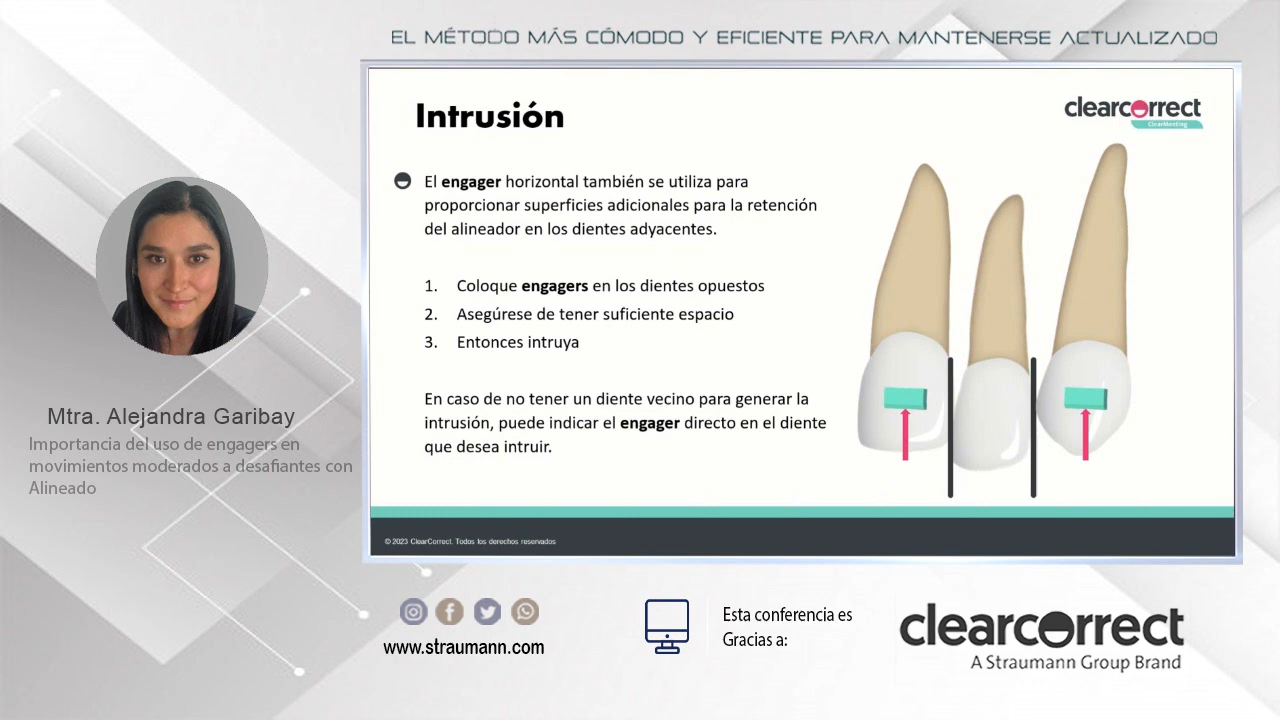 EL MÉTODO MÁS CÓMODO Y EFICIENTE PARA MANTENERSE ACTUALIZADO
Intrusión
clearcorrect
ClearMeeting
El engager horizontal también se utiliza para
proporcionar superficies adicionales para la retención
del alineador en los dientes adyacentes.
1. Coloque engagers en los dientes opuestos
2. Asegúrese de tener suficiente espacio
3. Entonces intruya
En caso de no tener un diente vecino para generar la
intrusión, puede indicar el engager directo en el diente
que desea intruir.
© 2023 ClearCorrect. Todos los derechos reservados
Mtra. Alejandra Garibay
Importancia del uso de engagers en
movimientos moderados a desafiantes con
Alineado
www.straumann.com
Esta conferencia es
Gracias a:
clearcorrect
A Straumann Group Brand